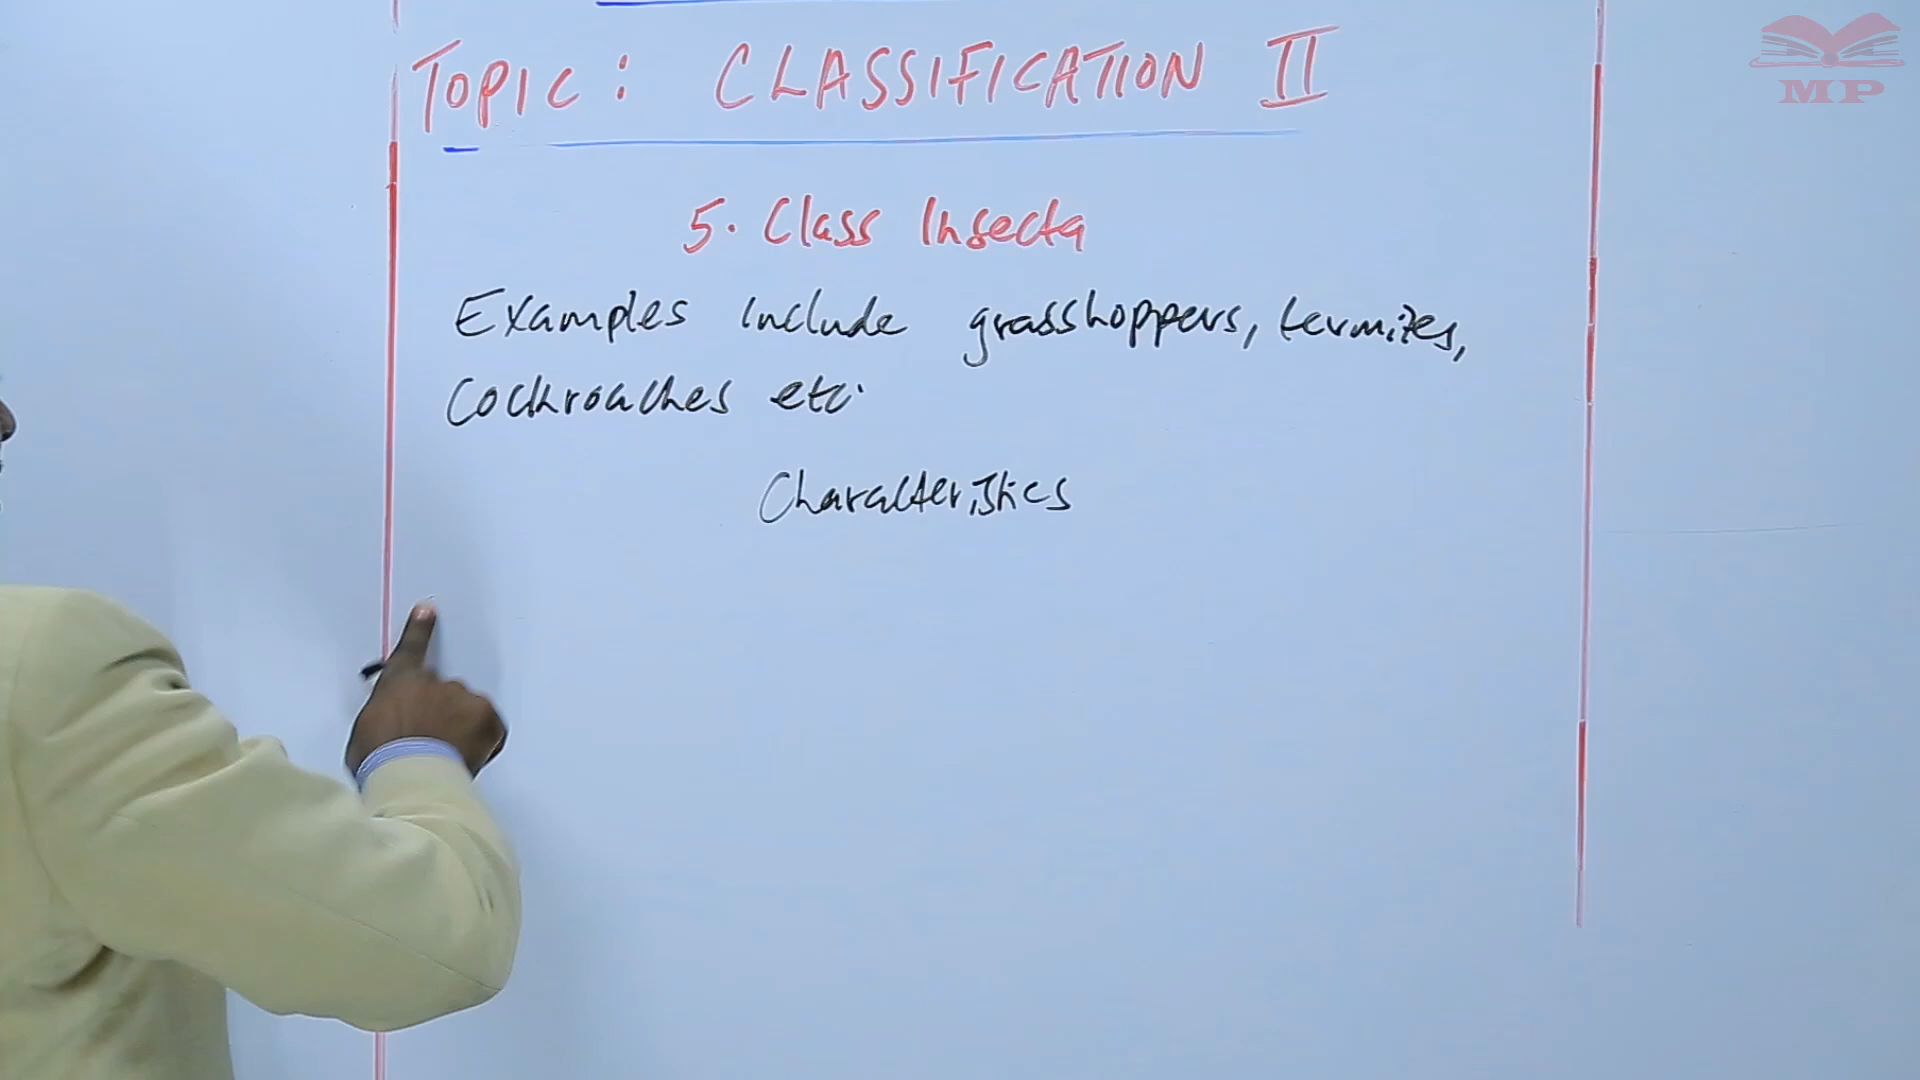 TOPIC: CLASSIFICATION II
5. Class Insecta
Examples include grasshoppers, termites,
Cockroaches etc.
Characteristics
MP